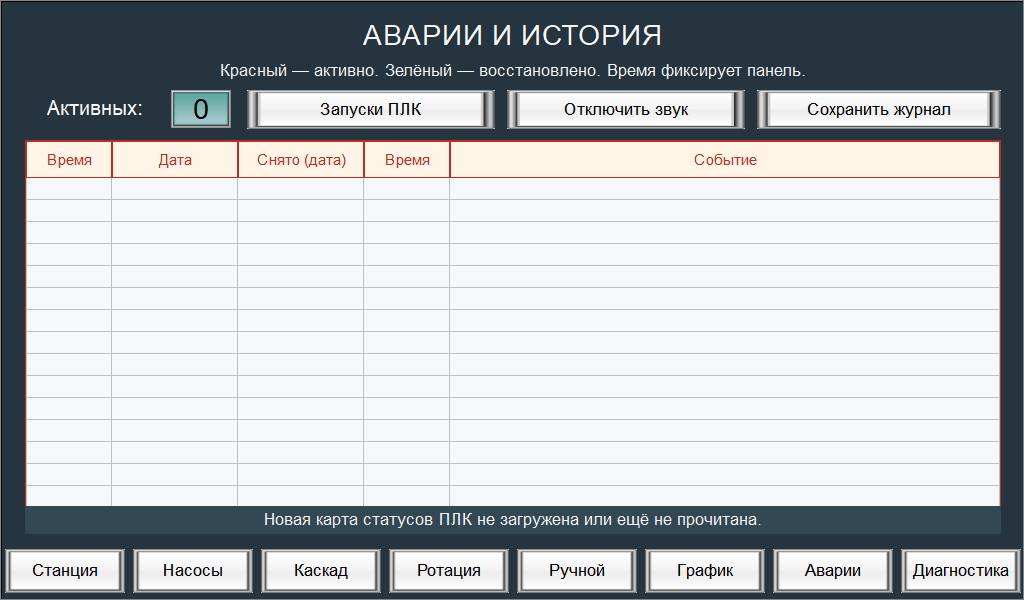 АВАРИИ И ИСТОРИЯ
Красный — активно. Зелёный — восстановлено. Время фиксирует панель.
Активных: 0 Запуски ПЛК Отключить звук Сохранить журнал
Время Дата Снято (дата) Время Событие
Новая карта статусов ПЛК не загружена или ещё не прочитана.
Станция Насосы Каскад Ротация Ручной График Аварии Диагностика